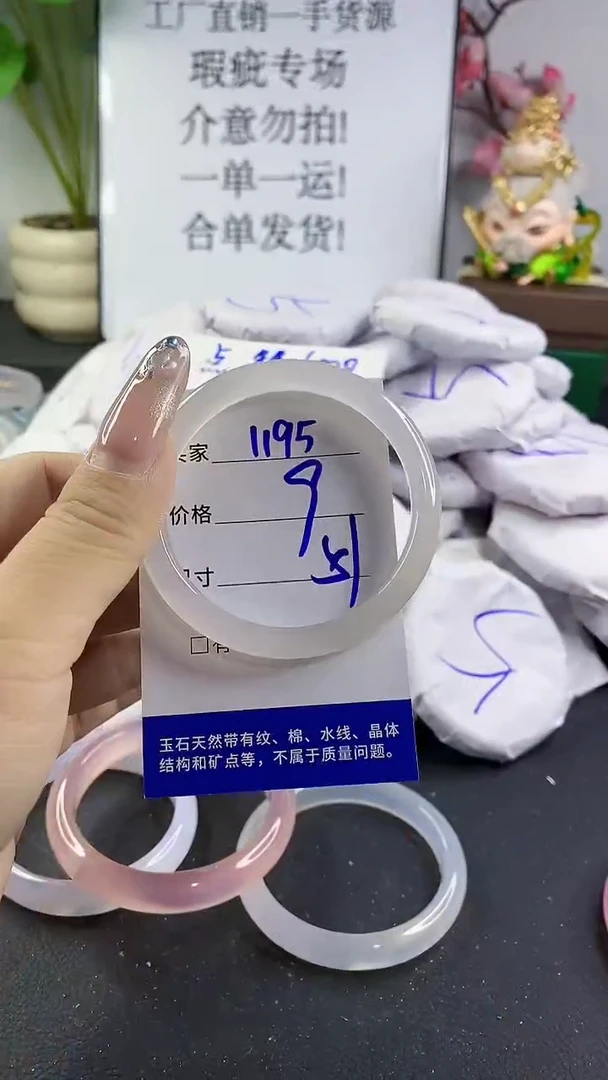 工厂直销一手货源
瑕疵专场
介意勿拍!
一单一运!
合单发货!
家 1195
价格 9
寸 51
□有
玉石天然带有纹、棉、水线、晶体
结构和矿点等，不属于质量问题。